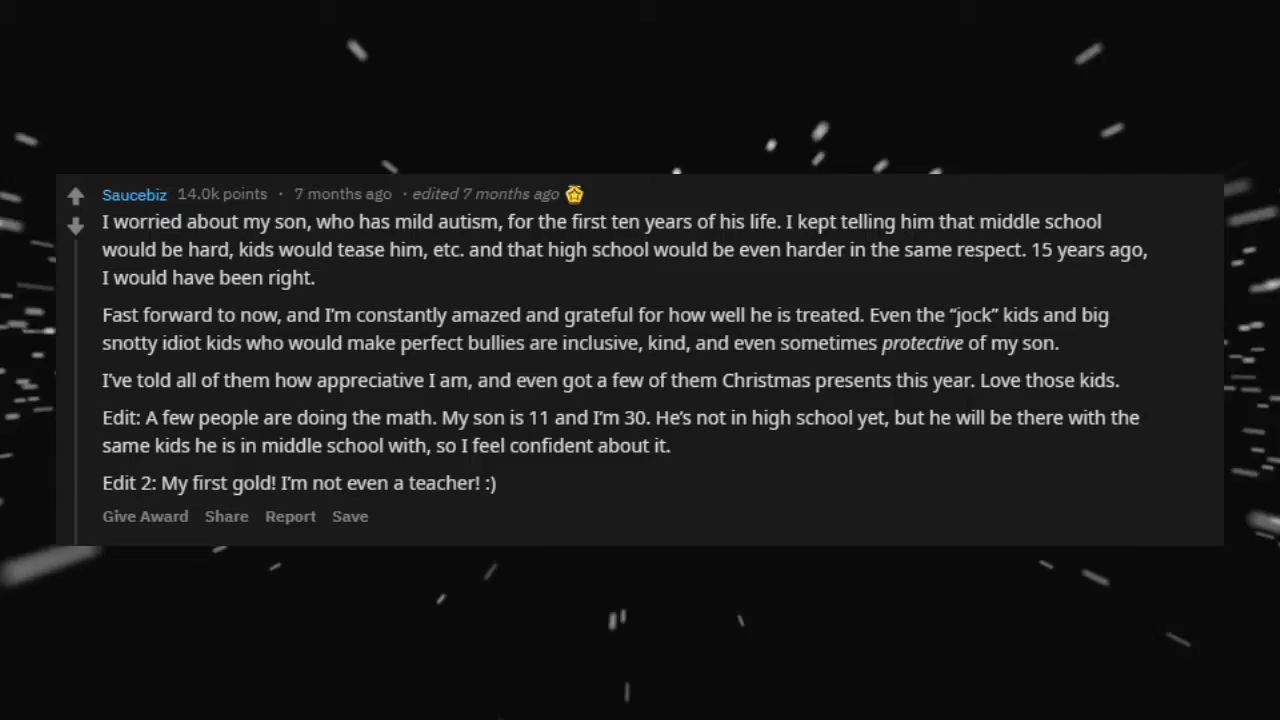 Saucebiz 14.0k points · 7 months ago · edited 7 months ago
I worried about my son, who has mild autism, for the first ten years of his life. I kept telling him that middle school
would be hard, kids would tease him, etc. and that high school would be even harder in the same respect. 15 years ago,
I would have been right.
Fast forward to now, and I'm constantly amazed and grateful for how well he is treated. Even the “jock” kids and big
snotty idiot kids who would make perfect bullies are inclusive, kind, and even sometimes protective of my son.
I've told all of them how appreciative I am, and even got a few of them Christmas presents this year. Love those kids.
Edit: A few people are doing the math. My son is 11 and I'm 30. He's not in high school yet, but he will be there with the
same kids he is in middle school with, so I feel confident about it.
Edit 2: My first gold! I'm not even a teacher! :)
Give Award Share Report Save